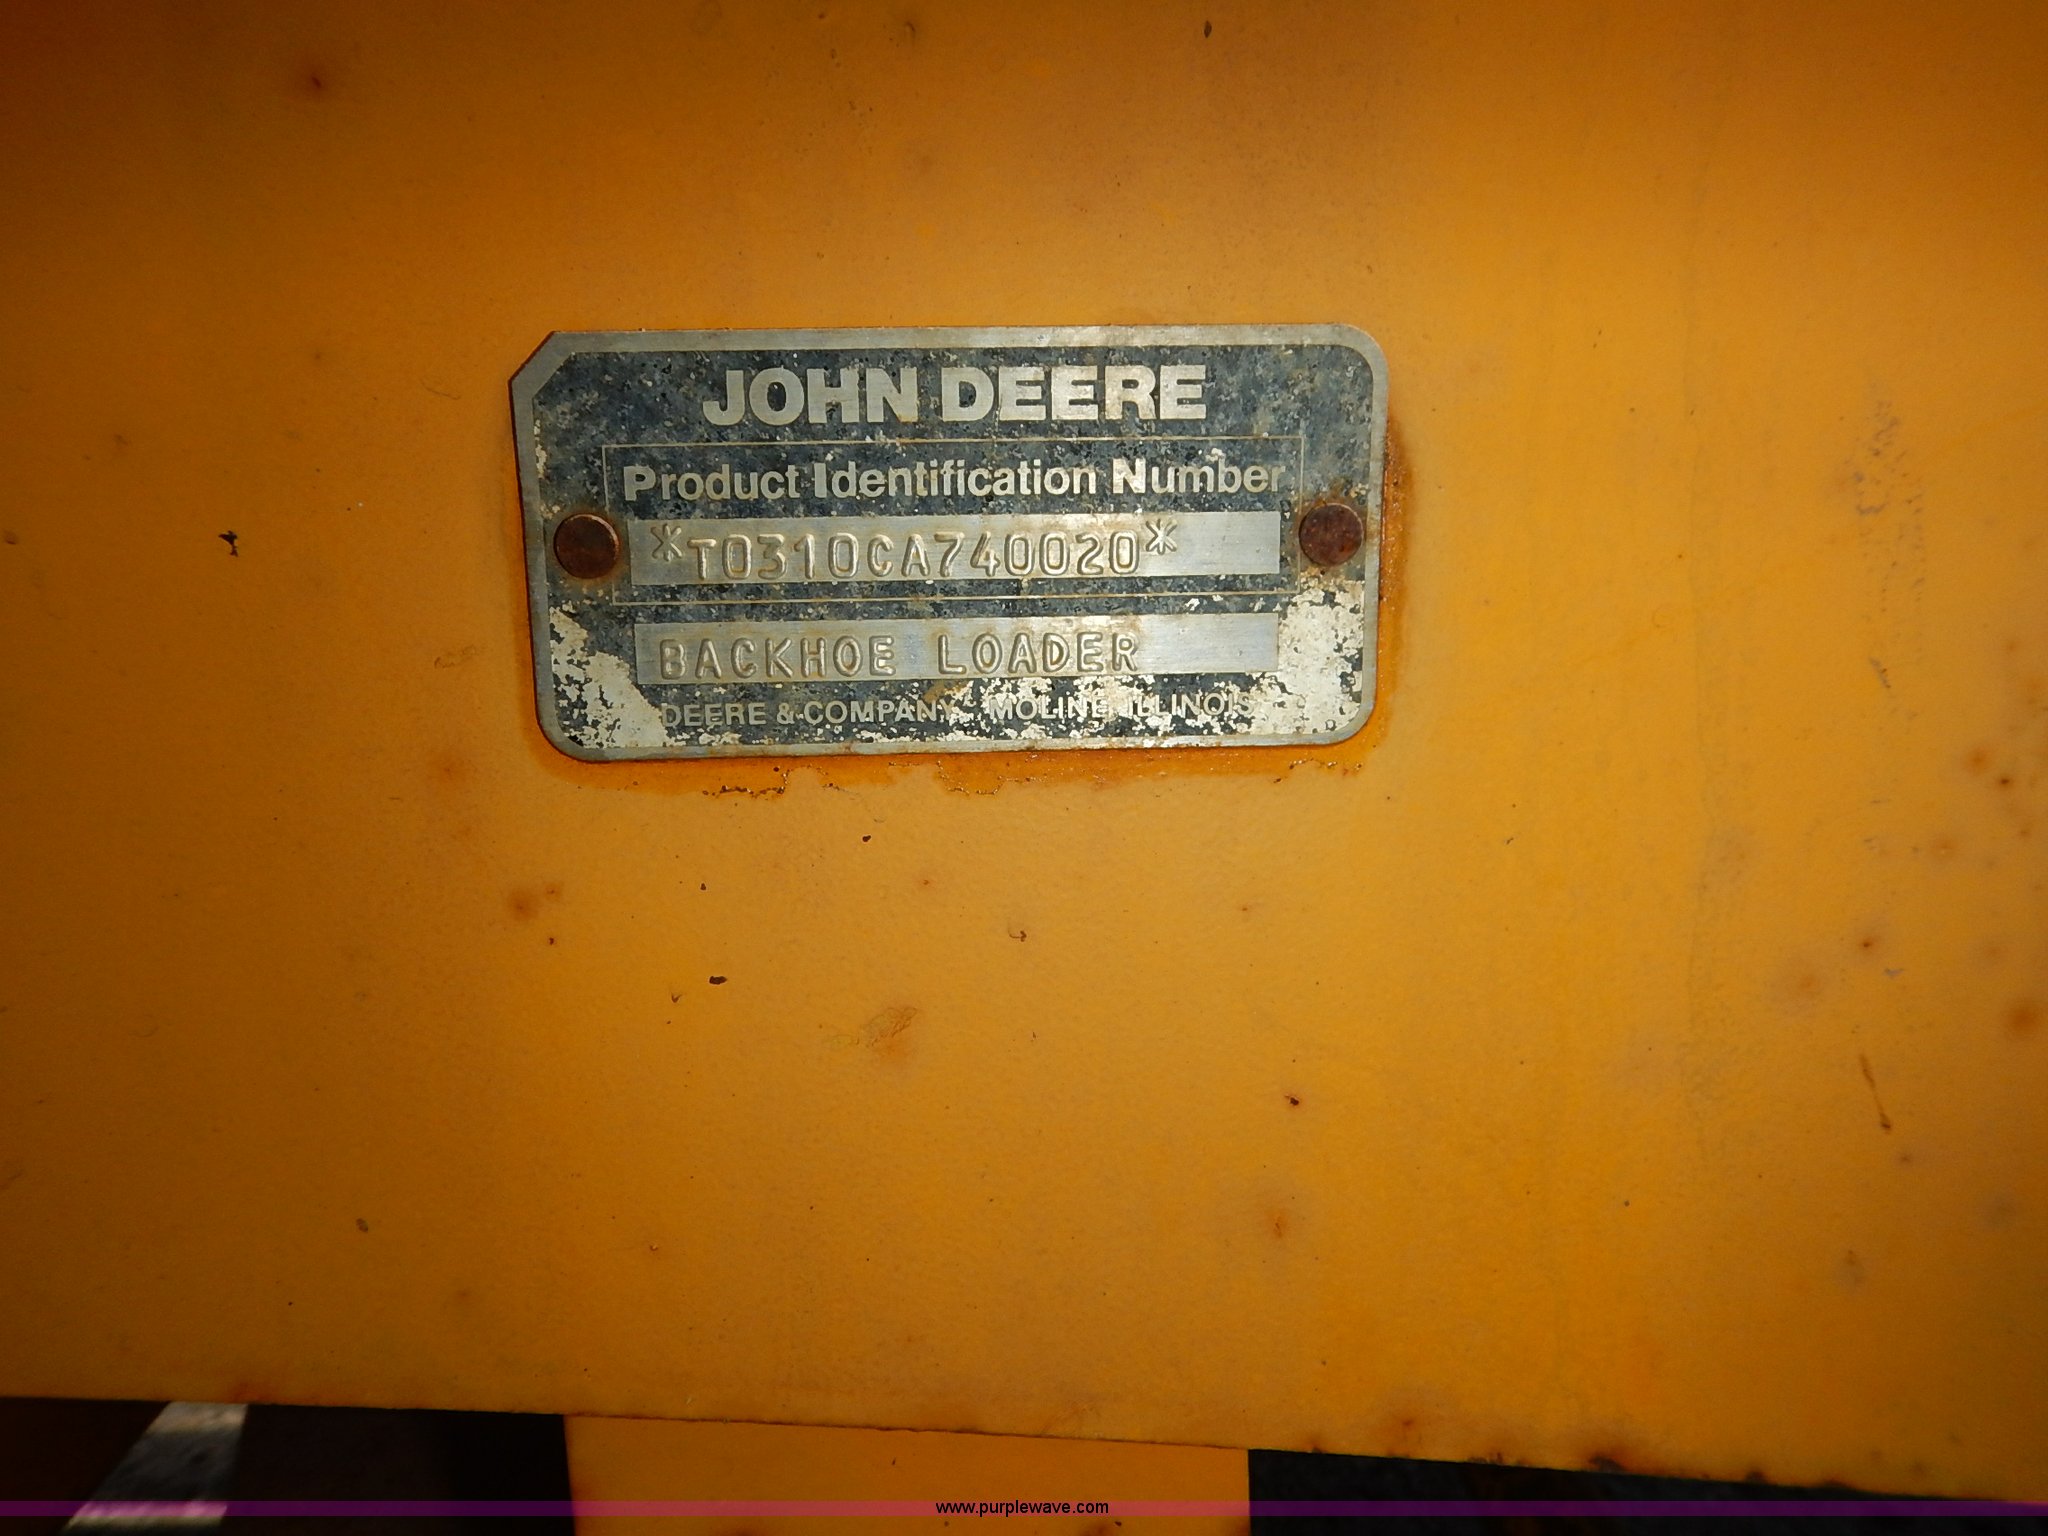 JOHN DEERE
Product Identification Number
*T0310CA740020*
BACKHOE LOADER
DEERE & COMPANY MOLINE ILLINOIS
www.purplewave.com